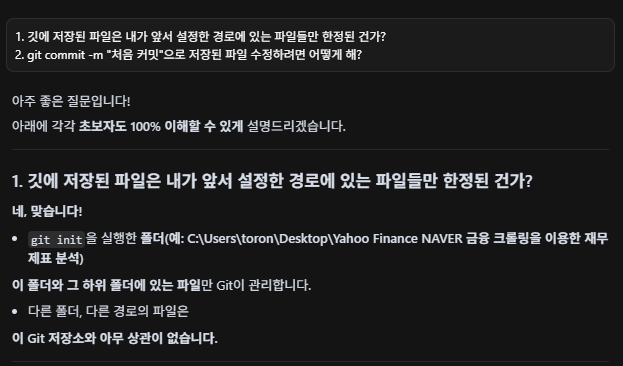 1. 깃에 저장된 파일은 내가 앞서 설정한 경로에 있는 파일들만 한정된 건가?
2. git commit -m "처음 커밋"으로 저장된 파일 수정하려면 어떻게 해?
아주 좋은 질문입니다!
아래에 각각 초보자도 100% 이해할 수 있게 설명드리겠습니다.
1. 깃에 저장된 파일은 내가 앞서 설정한 경로에 있는 파일들만 한정된 건가?
네, 맞습니다!
• git init을 실행한 폴더(예: C:\Users\toron\Desktop\Yahoo Finance NAVER 금융 크롤링을 이용한 재무
제표 분석)
이 폴더와 그 하위 폴더에 있는 파일만 Git이 관리합니다.
• 다른 폴더, 다른 경로의 파일은
이 Git 저장소와 아무 상관이 없습니다.